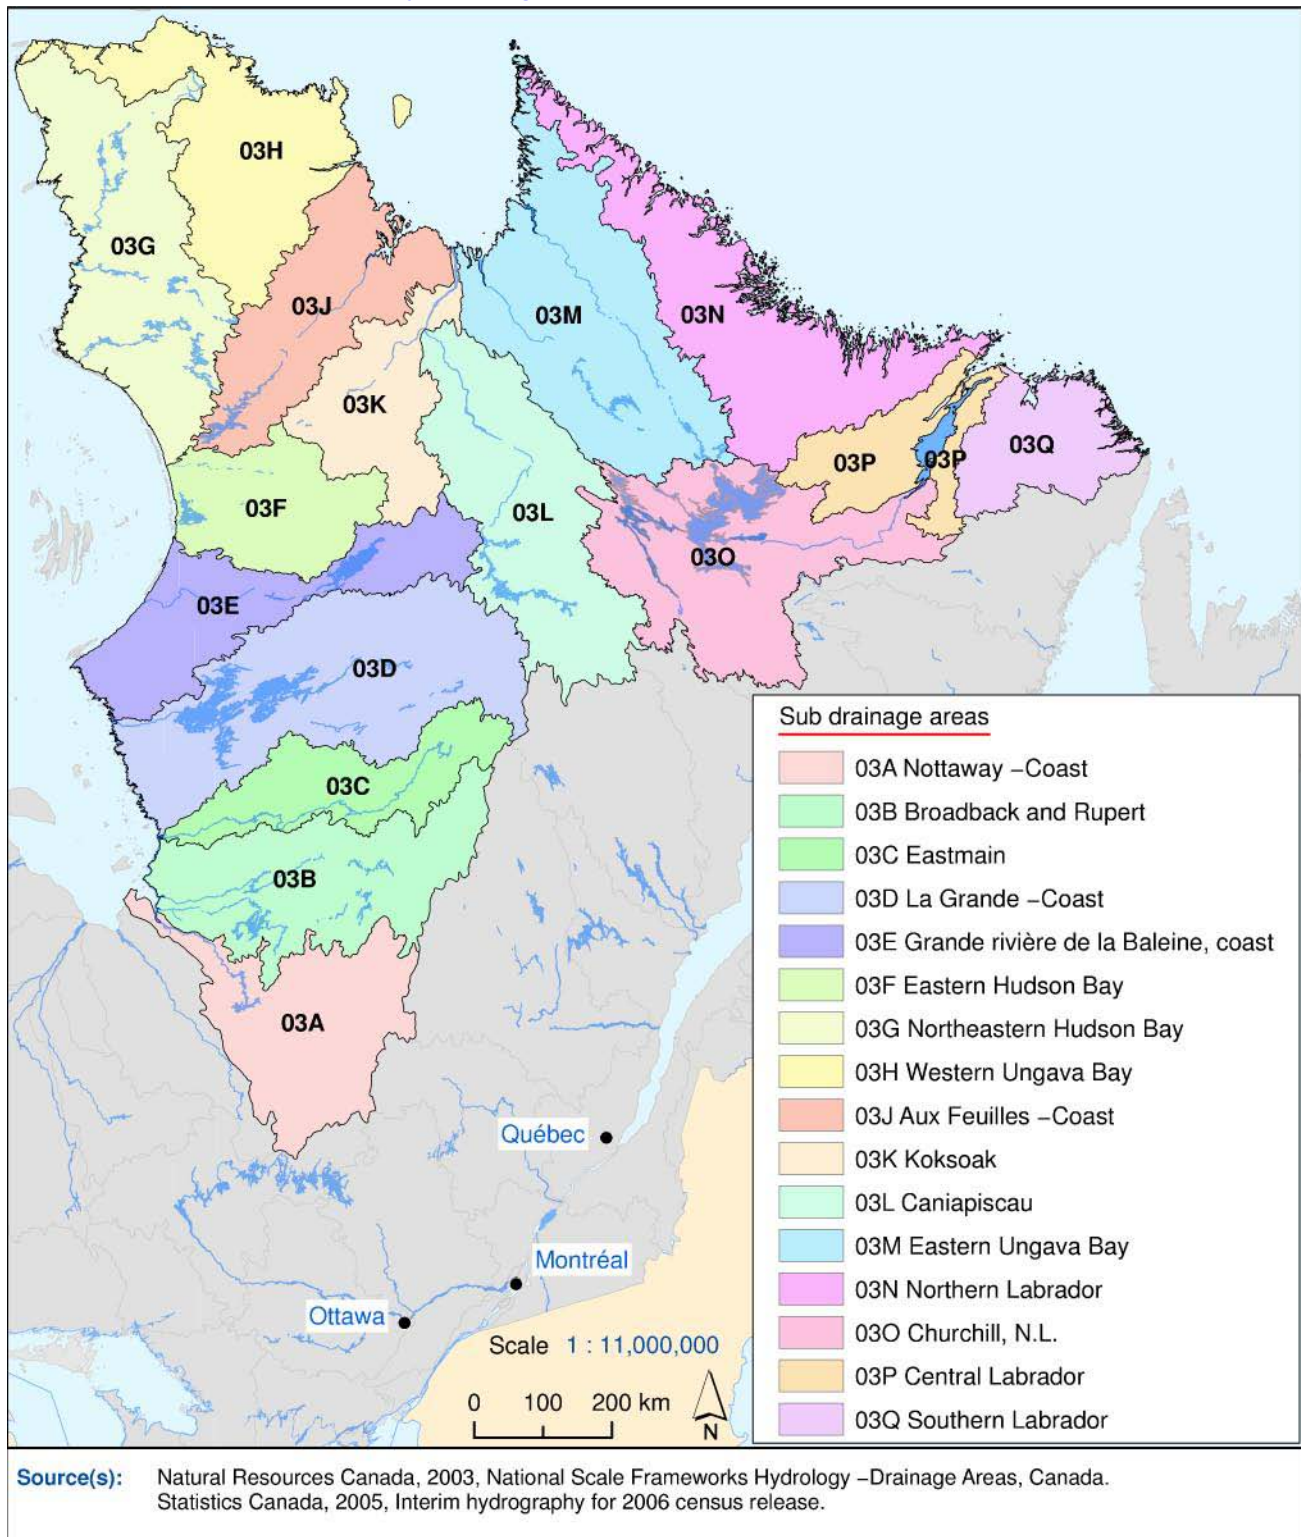 03H
03G
03J
03M
03N
03K
03P
03P
03Q
03F
03L
03O
03E
03D
03C
03B
03A
Québec
Montréal
Ottawa
Scale 1 : 11,000,000
0 100 200 km
N
Sub drainage areas
03A Nottaway –Coast
03B Broadback and Rupert
03C Eastmain
03D La Grande –Coast
03E Grande rivière de la Baleine, coast
03F Eastern Hudson Bay
03G Northeastern Hudson Bay
03H Western Ungava Bay
03J Aux Feuilles –Coast
03K Koksoak
03L Caniapiscau
03M Eastern Ungava Bay
03N Northern Labrador
03O Churchill, N.L.
03P Central Labrador
03Q Southern Labrador
Source(s): Natural Resources Canada, 2003, National Scale Frameworks Hydrology –Drainage Areas, Canada.
Statistics Canada, 2005, Interim hydrography for 2006 census release.